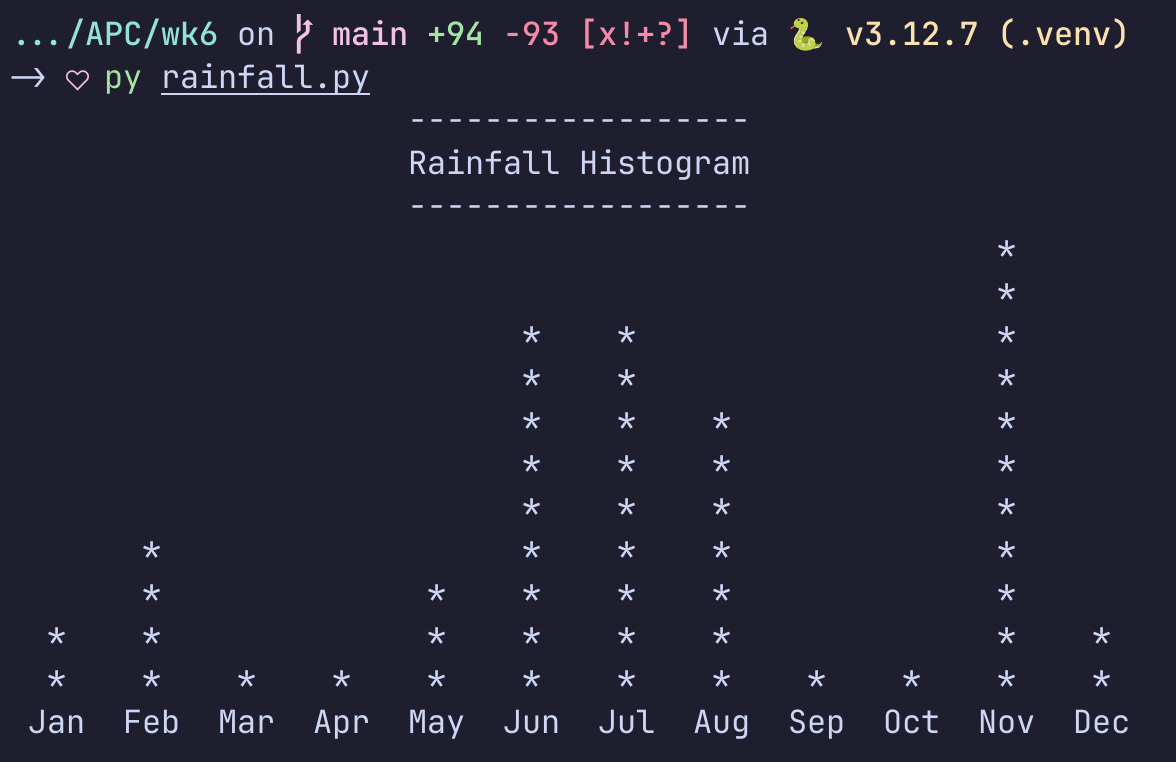 .../APC/wk6 on main +94 -93 [x!+?] via 🐍 v3.12.7 (.venv)
→ ♡ py rainfall.py
------------------
Rainfall Histogram
------------------
*
*
* * *
* * *
* * * *
* * * *
* * * *
* * * * *
* * * * * *
* * * * * * * *
* * * * * * * * * * * *
Jan Feb Mar Apr May Jun Jul Aug Sep Oct Nov Dec